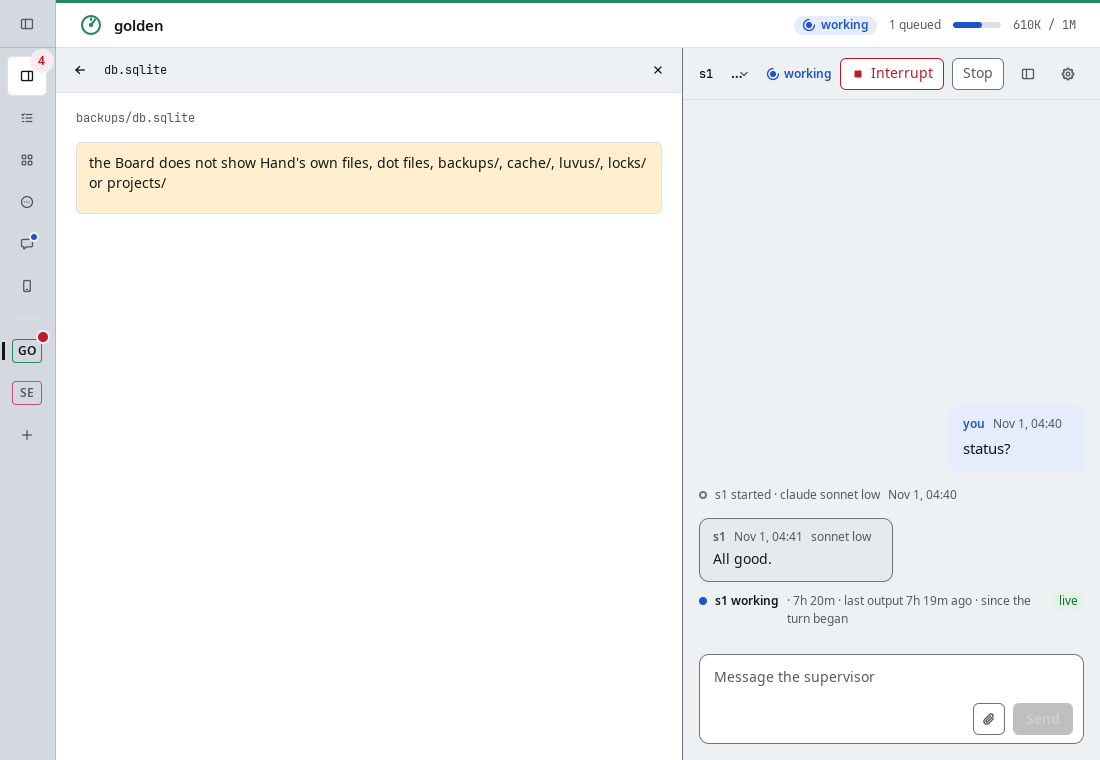 golden
working
1 queued
610K / 1M
4
GO
SE
db.sqlite
backups/db.sqlite
the Board does not show Hand's own files, dot files, backups/, cache/, luvus/, locks/
or projects/
s1
...
working
Interrupt
Stop
you Nov 1, 04:40
status?
s1 started · claude sonnet low Nov 1, 04:40
s1 Nov 1, 04:41 sonnet low
All good.
s1 working · 7h 20m · last output 7h 19m ago · since the
turn began
live
Message the supervisor
Send